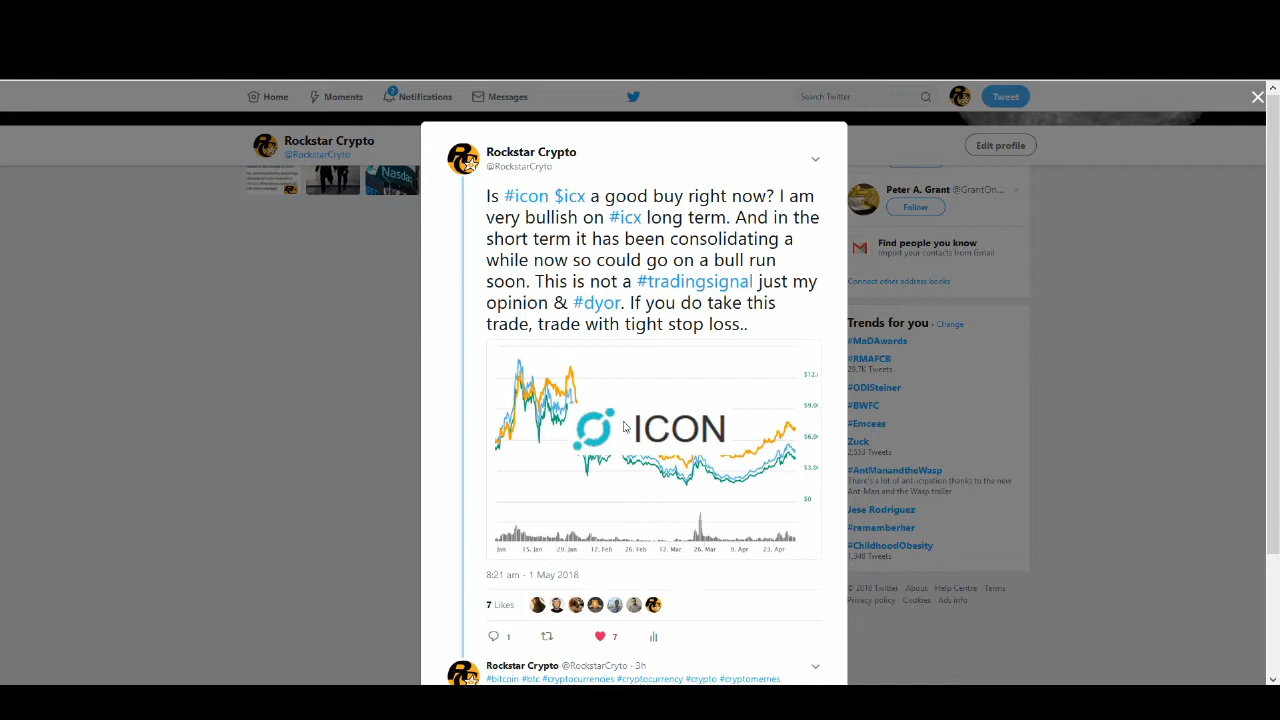 Home Moments 2 Notifications Messages Search Twitter Tweet
Rockstar Crypto
@RockstarCryto
Edit profile
Nasdaq
Rockstar Crypto
@RockstarCryto
Is #icon $icx a good buy right now? I am
very bullish on #icx long term. And in the
short term it has been consolidating a
while now so could go on a bull run
soon. This is not a #tradingsignal just my
opinion & #dyor. If you do take this
trade, trade with tight stop loss..
$12.
$9.0
$6.0
$3.0
$0
ICON
Jan 15. Jan 29. Jan 12. Feb 26. Feb 12. Mar 26. Mar 9. Apr 23. Apr
8:21 am - 1 May 2018
7 Likes
1 7
Rockstar Crypto @RockstarCryto · 3h
#bitcoin #btc #cryptocurrencies #cryptocurrency #crypto #cryptomemes
Peter A. Grant @GrantOn...
Follow
Find people you know
Import your contacts from Gmail
Connect other address books
Trends for you · Change
#MaDAwards
#RMAFCB
29.7K Tweets
#ODISteiner
#BWFC
#Emcees
Zuck
2,553 Tweets
#AntManandtheWasp
There's a lot of ant-icipation thanks to the new
Ant-Man and the Wasp trailer
Jese Rodriguez
#rememberher
#ChildhoodObesity
1,348 Tweets
© 2018 Twitter About Help Centre Terms
Privacy policy Cookies Ads info